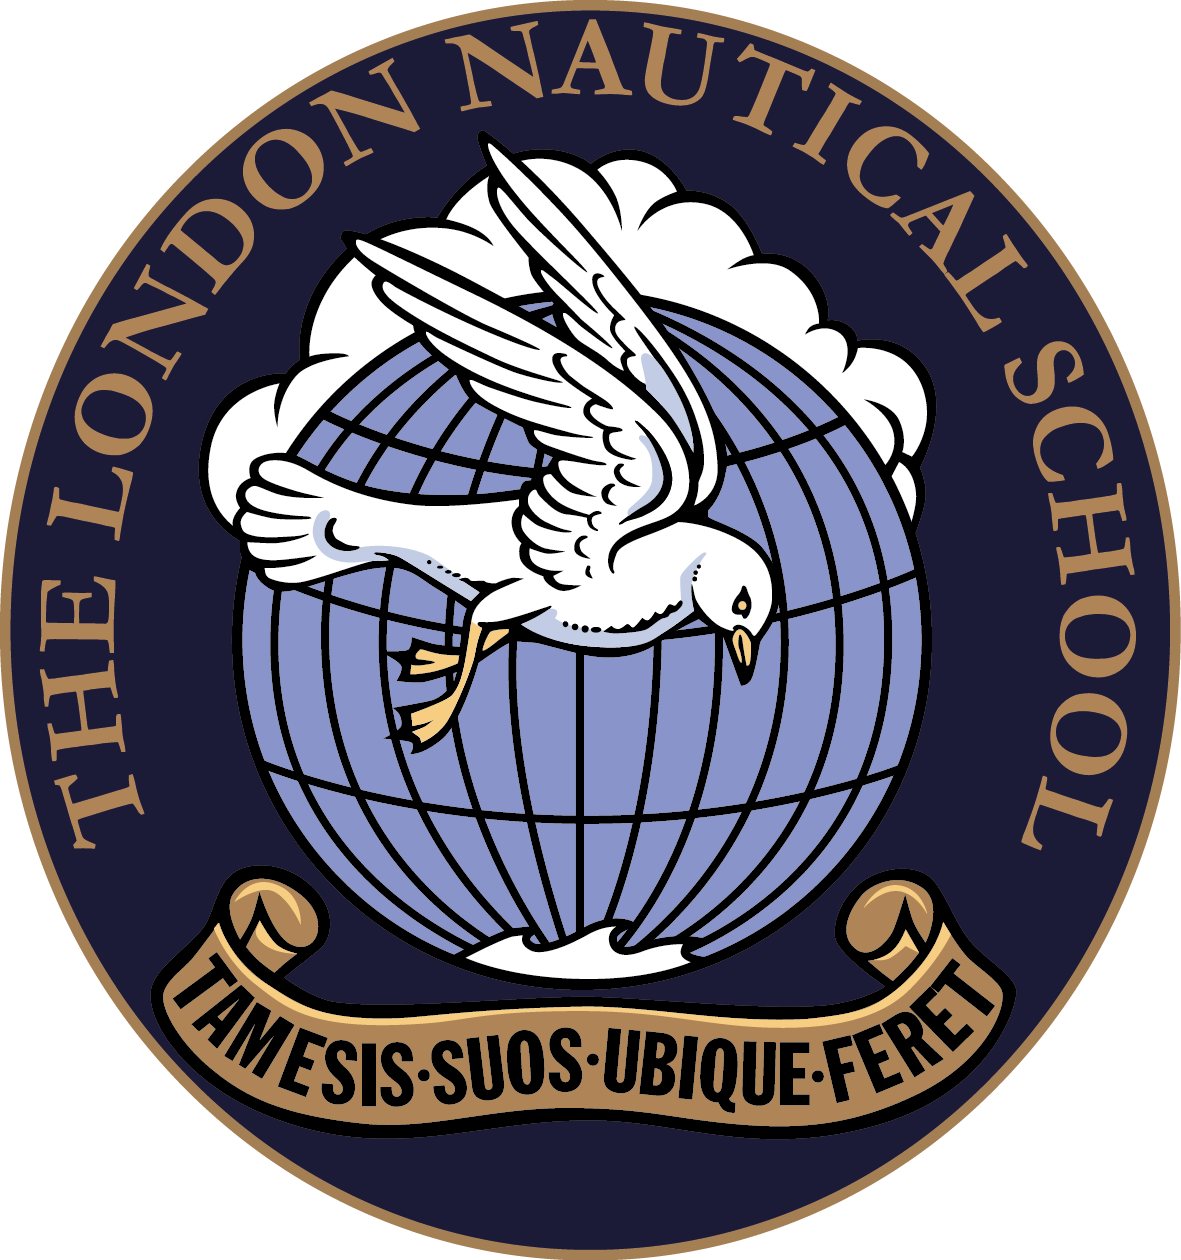 THE LONDON NAUTICAL SCHOOL
TAMESIS·SUOS·UBIQUE·FERET